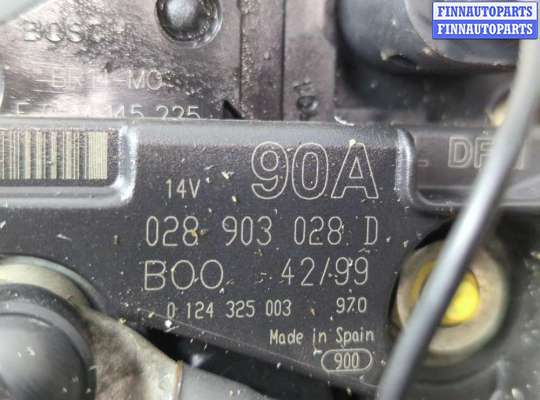 FINNAUTOPARTS
FINNAUTOPARTS
BOSCH
90A
14V
028 903 028 D
BOO 42/99
0 124 325 003 970
Made in Spain
900